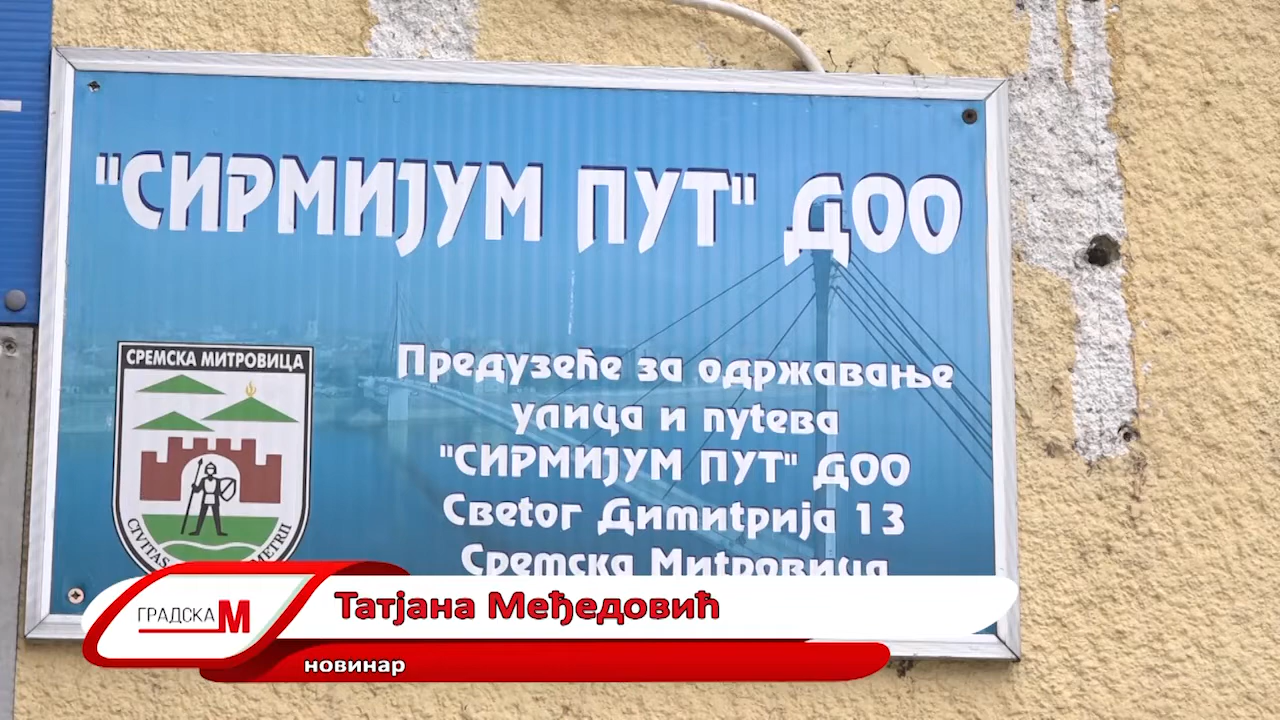 "СИРМИЈУМ ПУТ" ДОО
СРЕМСКА МИТРОВИЦА
Предузеће за одржавање
улица и путева
"СИРМИЈУМ ПУТ" ДОО
Светог Димитрија 13
Сремска Митровица
CIVITAS
ГРАДСКА М
Татјана Међедовић
новинар